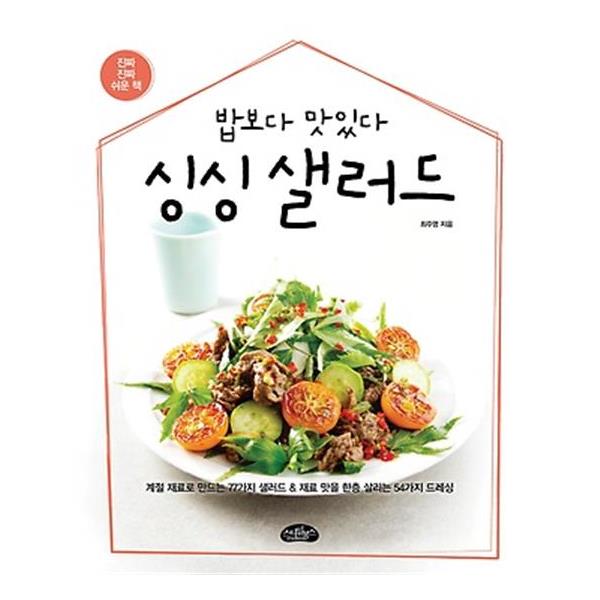 진짜
진짜
쉬운 책
밥보다 맛있다
싱싱 샐러드
최주영 지음
계절 재료로 만드는 77가지 샐러드 & 재료 맛을 한층 살리는 54가지 드레싱